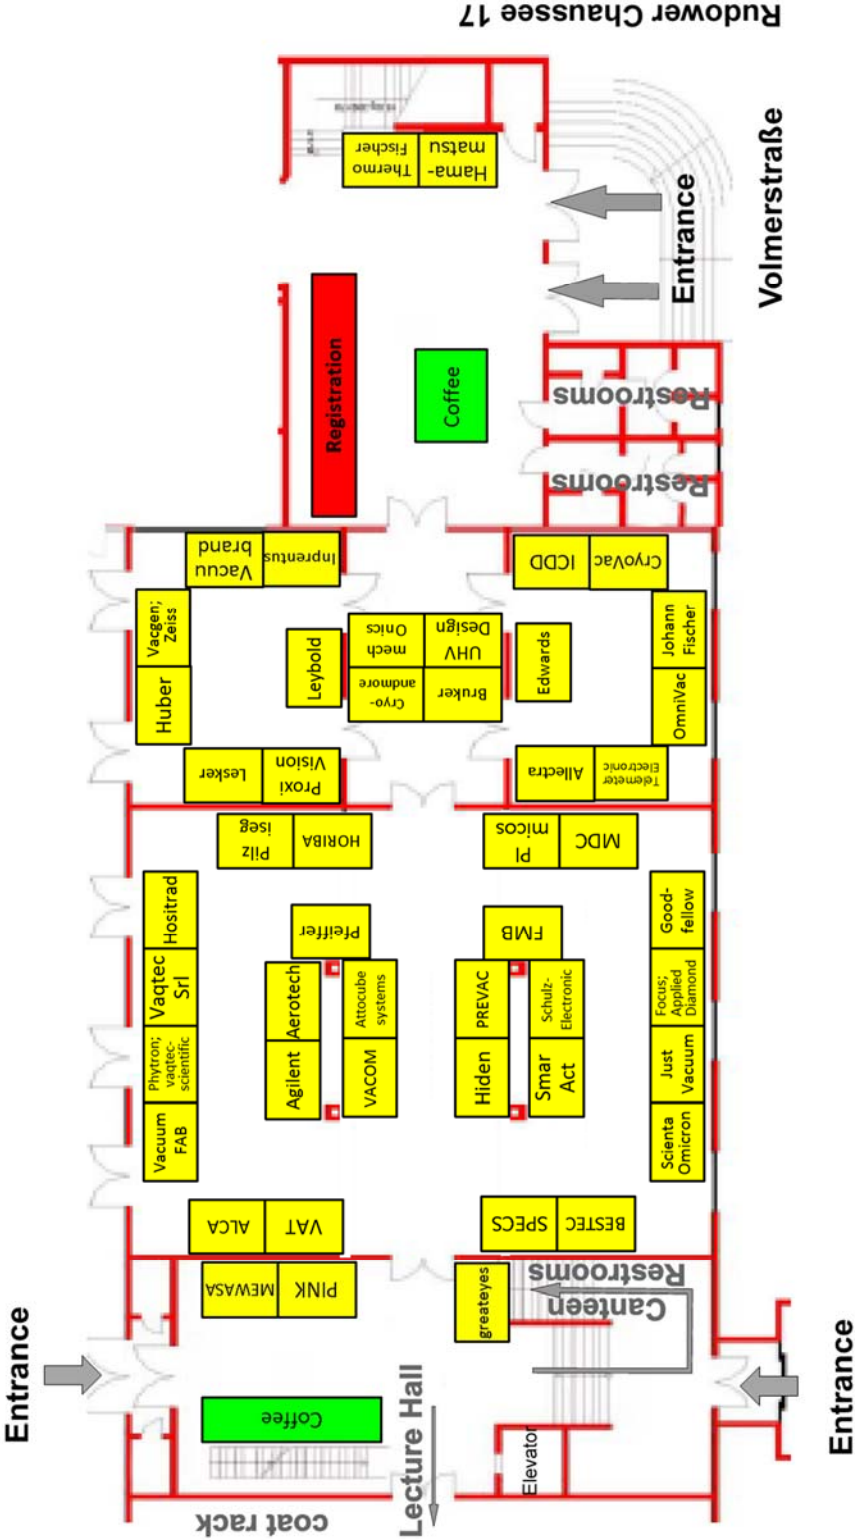 Rudower Chaussee 17
Volmerstraße
Entrance
Thermo
Fischer
Hama-
matsu
Registration
Coffee
Restrooms
Restrooms
Vacuu
brand
Inprentus
ICDD
CryoVac
Vacgen;
Zeiss
Huber
Leybold
mech
Onics
UHV
Design
Cryo-
andmore
Bruker
Edwards
Johann
Fischer
OmniVac
Lesker
Proxi
Vision
Allectra
Telemeter
Electronic
Pilz
iseg
HORIBA
PI
micos
MDC
Hositrad
Vaqtec
Srl
Phytron;
vaqtec-
scientific
Vacuum
FAB
Pfeiffer
Aerotech
Agilent
Attocube
systems
VACOM
FMB
PREVAC
Hiden
Schulz-
Electronic
Smar
Act
Good-
fellow
Focus;
Applied
Diamond
Just
Vacuum
Scienta
Omicron
ALCA
VAT
SPECS
BESTEC
MEWASA
PINK
greateyes
Restrooms
Canteen
Entrance
Coffee
Lecture Hall
Elevator
coat rack
Entrance